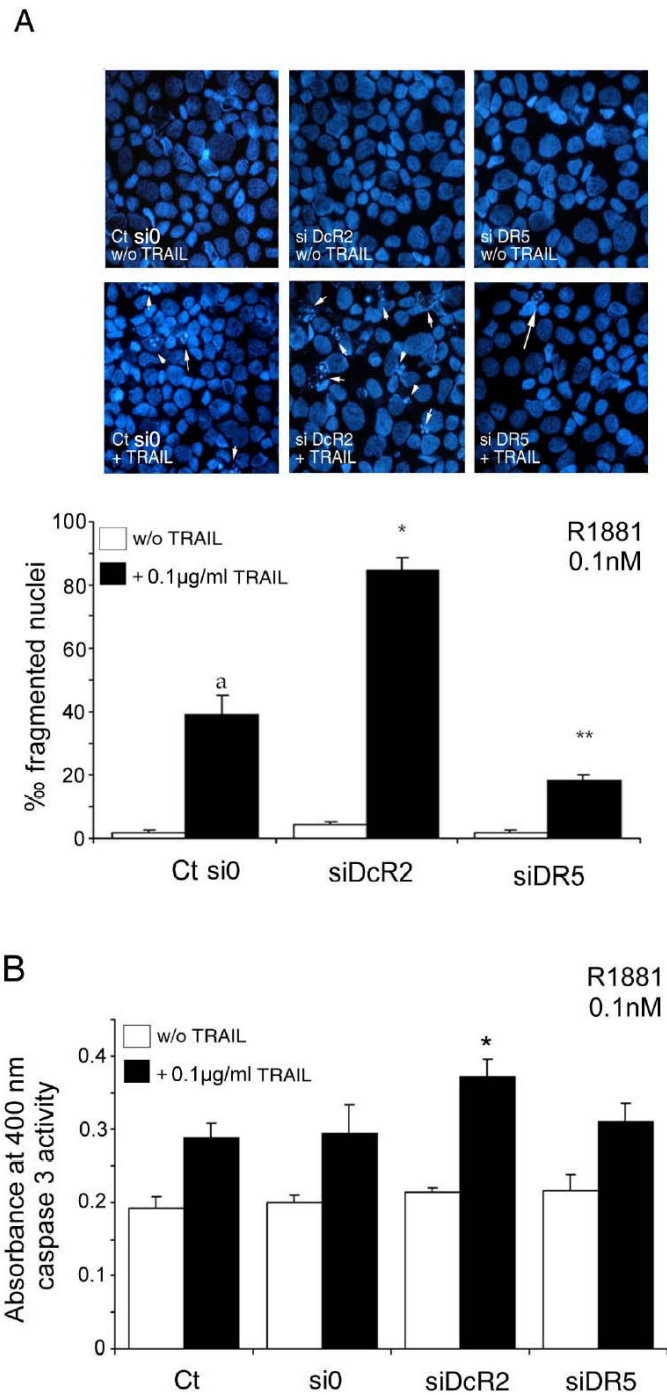 A
Ct si0
w/o TRAIL
si DcR2
w/o TRAIL
si DR5
w/o TRAIL
Ct si0
+ TRAIL
si DcR2
+ TRAIL
si DR5
+ TRAIL
w/o TRAIL
+ 0.1µg/ml TRAIL
R1881
0.1nM
‰ fragmented nuclei
100
80
60
40
20
0
a
*
**
Ct si0
siDcR2
siDR5
B
R1881
0.1nM
w/o TRAIL
+ 0.1µg/ml TRAIL
Absorbance at 400 nm
caspase 3 activity
0.4
0.3
0.2
0.1
0
*
Ct
si0
siDcR2
siDR5